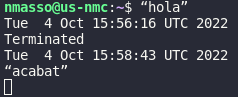 nmasso@us-nmc:~$ “hola”
Tue  4 Oct 15:56:16 UTC 2022
Terminated
Tue  4 Oct 15:58:43 UTC 2022
“acabat”